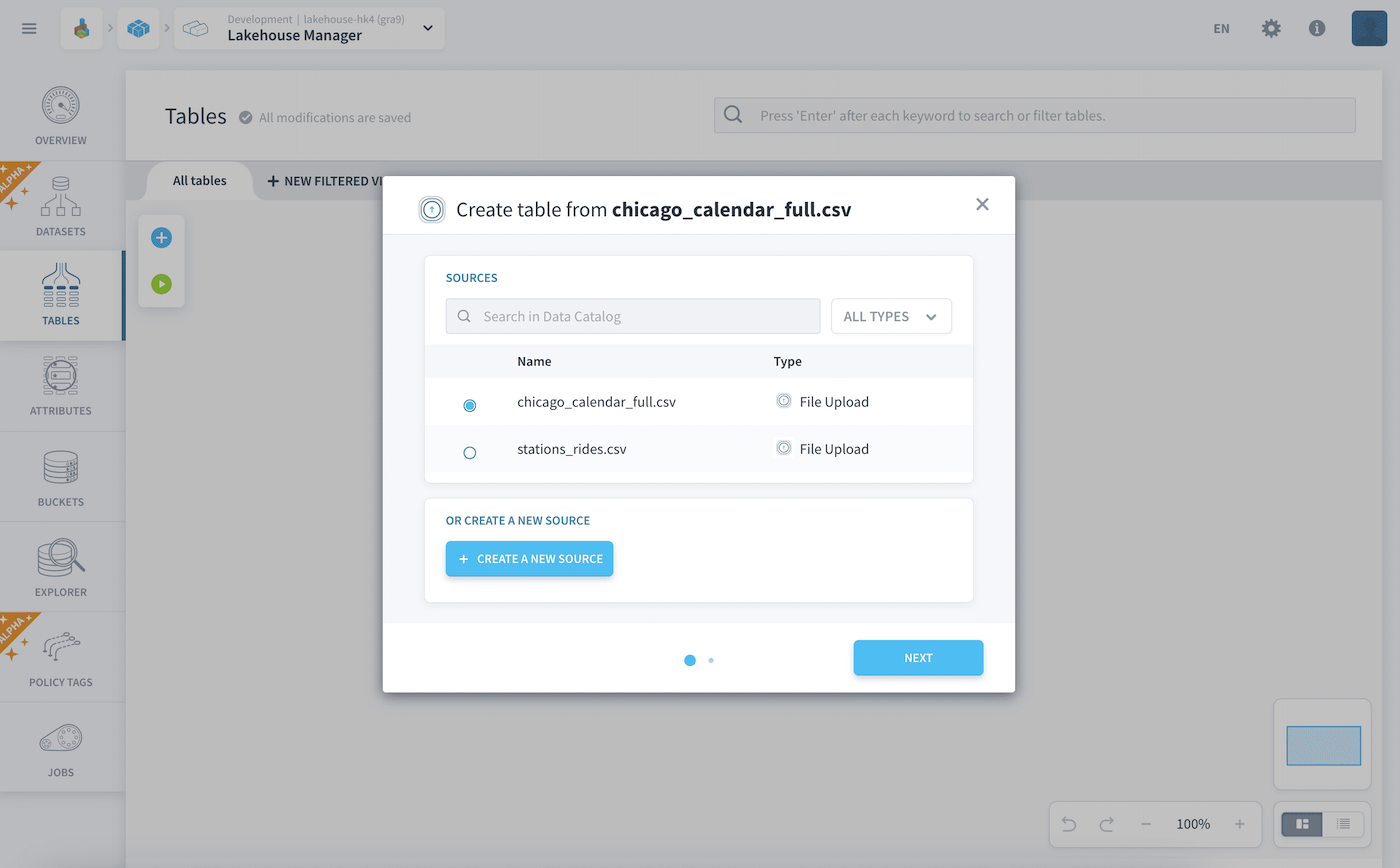 Development | lakehouse-hk4 (gra9)
Lakehouse Manager
EN
OVERVIEW
ALPHA
DATASETS
TABLES
ATTRIBUTES
BUCKETS
EXPLORER
ALPHA
POLICY TAGS
JOBS
Tables
All modifications are saved
Press 'Enter' after each keyword to search or filter tables.
All tables
+ NEW FILTERED VI
Create table from chicago_calendar_full.csv
SOURCES
Search in Data Catalog
ALL TYPES
Name Type
chicago_calendar_full.csv File Upload
stations_rides.csv File Upload
OR CREATE A NEW SOURCE
+ CREATE A NEW SOURCE
NEXT
100%